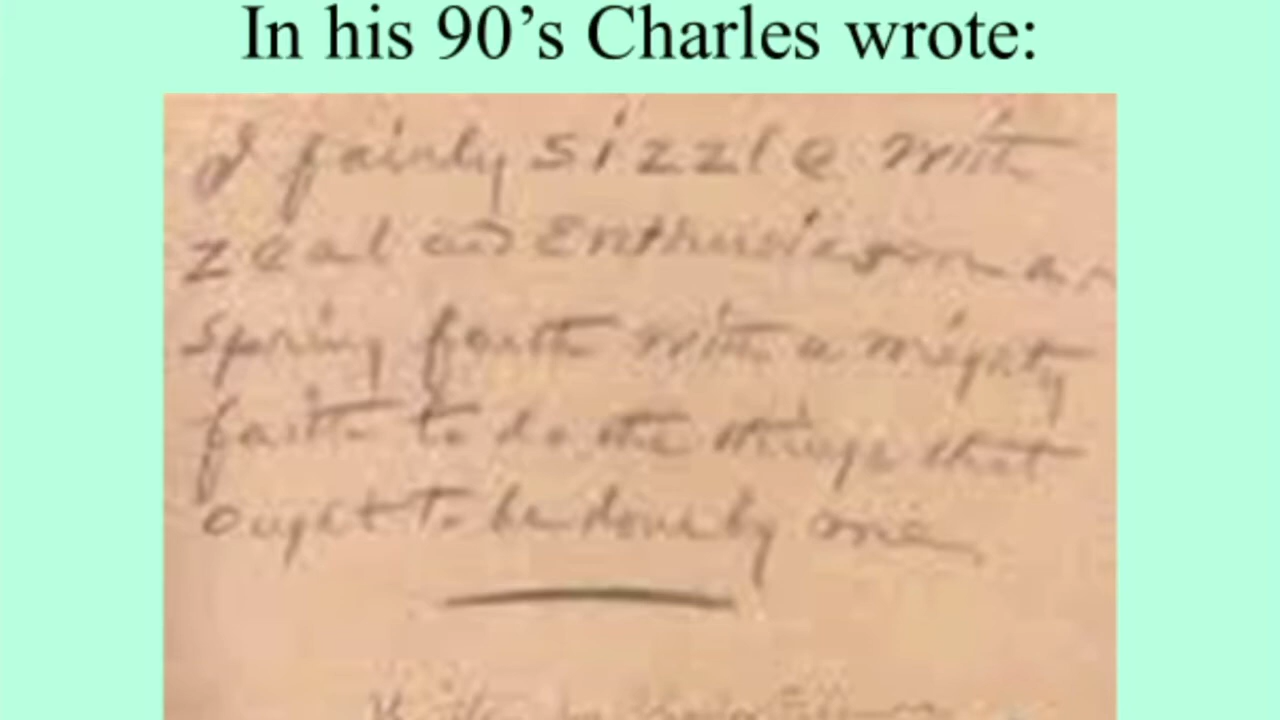 In his 90’s Charles wrote:
I fairly sizzle with
zeal and Enthusiasm an
spring forth with a mighty
faith to do the things that
ought to be done by me